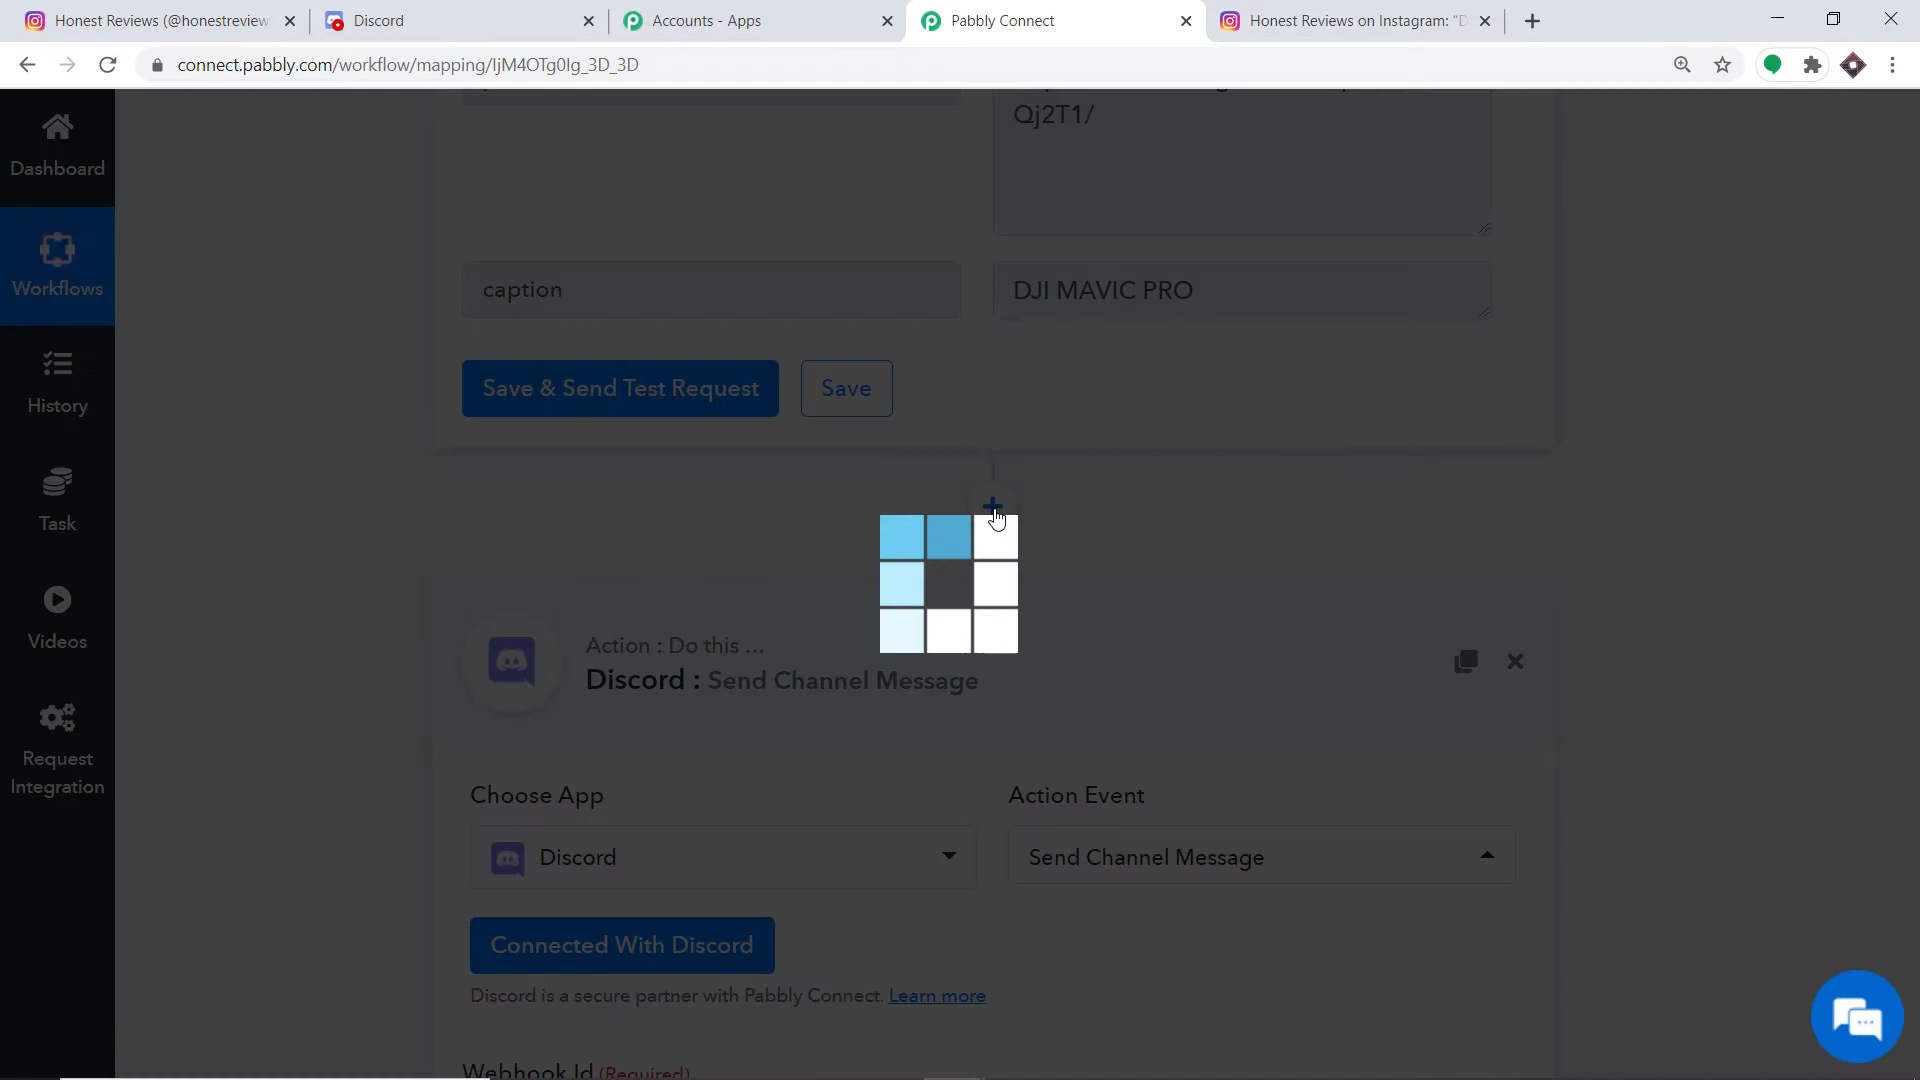 Honest Reviews (@honestreview
Discord
Accounts - Apps
Pabbly Connect
Honest Reviews on Instagram: "D
connect.pabbly.com/workflow/mapping/IjM4OTg0Ig_3D_3D
Dashboard
Workflows
History
Task
Videos
Request
Integration
Qj2T1/
caption
DJI MAVIC PRO
Save & Send Test Request
Save
Action : Do this ...
Discord : Send Channel Message
Choose App
Action Event
Discord
Send Channel Message
Connected With Discord
Discord is a secure partner with Pabbly Connect. Learn more
Webhook Id (Required)